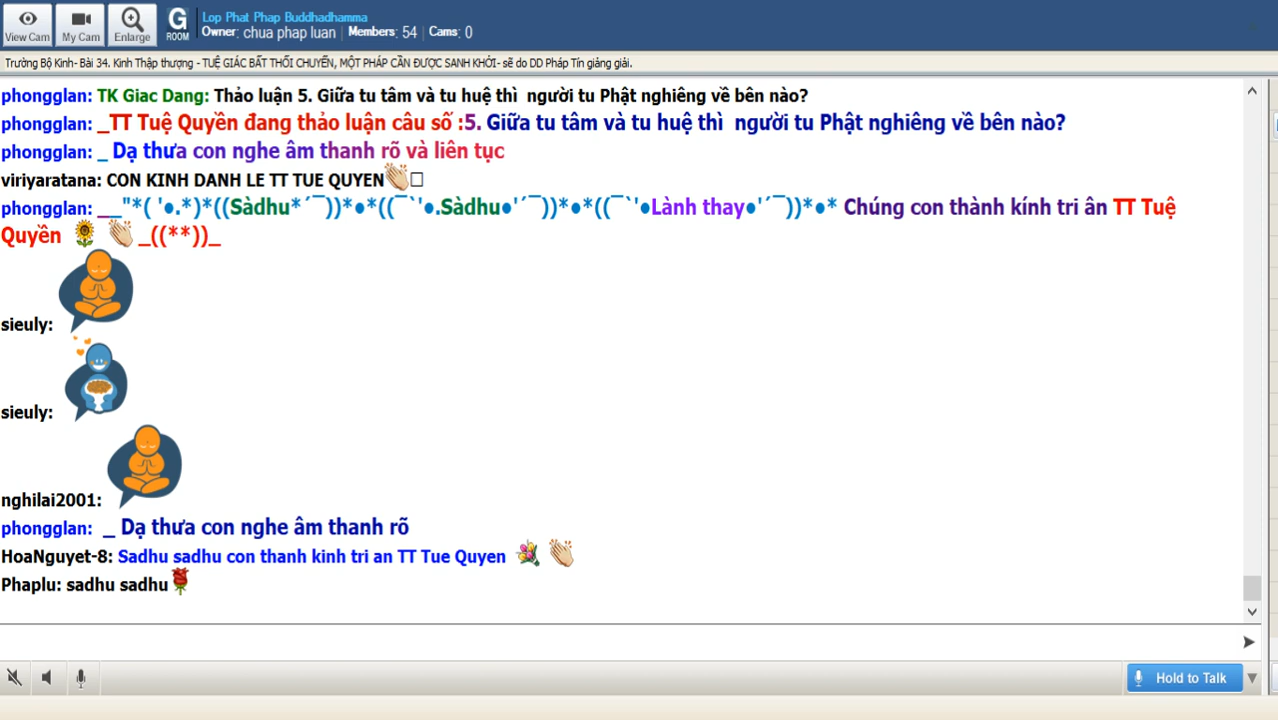 View Cam
My Cam
Enlarge
G
ROOM
Lop Phat Phap Buddhadhamma
Owner: chua phap luan | Members: 54 | Cams: 0
Trường Bộ Kinh- Bài 34. Kinh Thập thượng - TUỆ GIÁC BẤT THỐI CHUYỂN, MỘT PHÁP CẦN ĐƯỢC SANH KHỞI- sẽ do DD Pháp Tín giảng giải.
phongglan: TK Giac Dang: Thảo luận 5. Giữa tu tâm và tu huệ thì người tu Phật nghiêng về bên nào?
phongglan: _TT Tuệ Quyền đang thảo luận câu số :5. Giữa tu tâm và tu huệ thì người tu Phật nghiêng về bên nào?
phongglan: _ Dạ thưa con nghe âm thanh rõ và liên tục
viriyaratana: CON KINH DANH LE TT TUE QUYEN👏□
phongglan: __"*( '●.*)*((Sàdhu*´¯))*●*((¯`'●.Sàdhu●'´¯))*●*((¯`'●Lành thay●'´¯))*●* Chúng con thành kính tri ân TT Tuệ
Quyền 🌻 👏 _((**))_
sieuly:
sieuly:
nghilai2001:
phongglan: _ Dạ thưa con nghe âm thanh rõ
HoaNguyet-8: Sadhu sadhu con thanh kinh tri an TT Tue Quyen 💐 👏
Phaplu: sadhu sadhu🌹
Hold to Talk